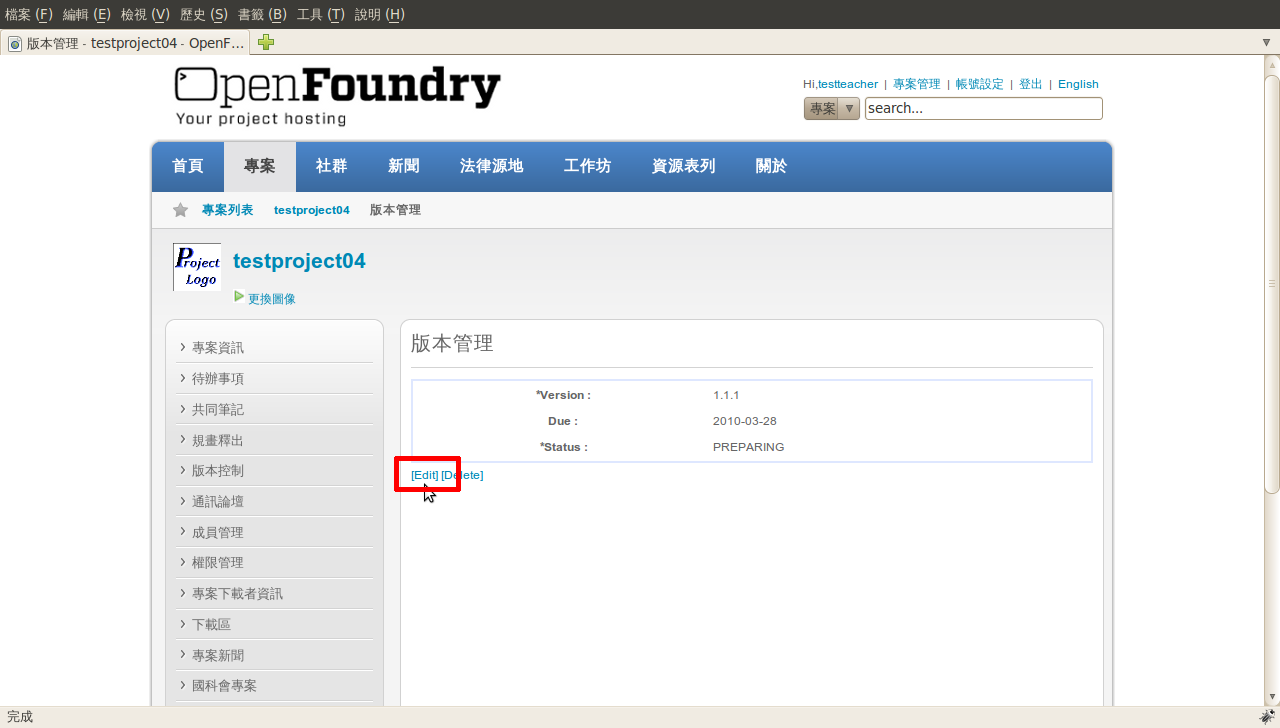 檔案 (F) 編輯 (E) 檢視 (V) 歷史 (S) 書籤 (B) 工具 (T) 說明 (H)
版本管理 - testproject04 - OpenF...
OpenFoundry
Your project hosting
Hi,testteacher | 專案管理 | 帳號設定 | 登出 | English
專案 search...
首頁 專案 社群 新聞 法律源地 工作坊 資源表列 關於
專案列表 testproject04 版本管理
Project Logo
testproject04
更換圖像
專案資訊
待辦事項
共同筆記
規畫釋出
版本控制
通訊論壇
成員管理
權限管理
專案下載者資訊
下載區
專案新聞
國科會專案
版本管理
*Version : 1.1.1
Due : 2010-03-28
*Status : PREPARING
[Edit] [Delete]
完成